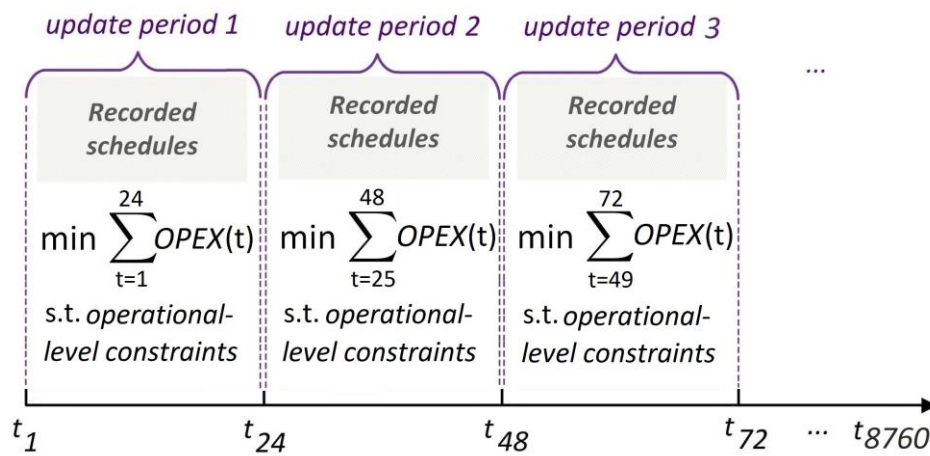 update period 1 update period 2 update period 3
...
Recorded schedules Recorded schedules Recorded schedules
24 48 72
min ∑ OPEX(t) min ∑ OPEX(t) min ∑ OPEX(t)
t=1 t=25 t=49
s.t. operational- s.t. operational- s.t. operational-
level constraints level constraints level constraints
t1 t24 t48 t72 ... t8760